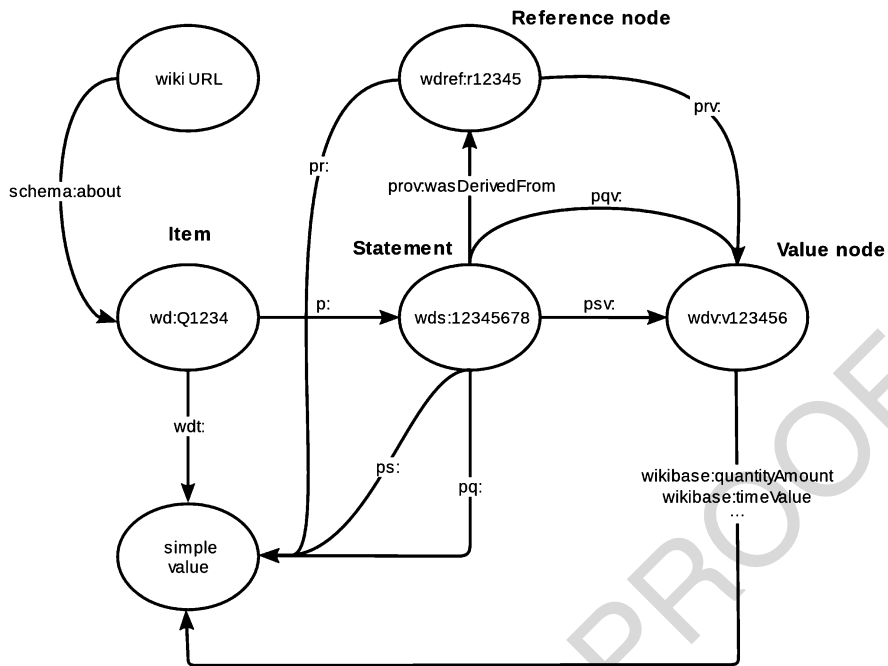 Reference node
wiki URL
wdref:r12345
prv:
pr:
schema:about
prov:wasDerivedFrom
pqv:
Item
Statement
Value node
wd:Q1234
p:
wds:12345678
psv:
wdv:v123456
wdt:
ps:
pq:
wikibase:quantityAmount
wikibase:timeValue
...
simple
value
PROOF